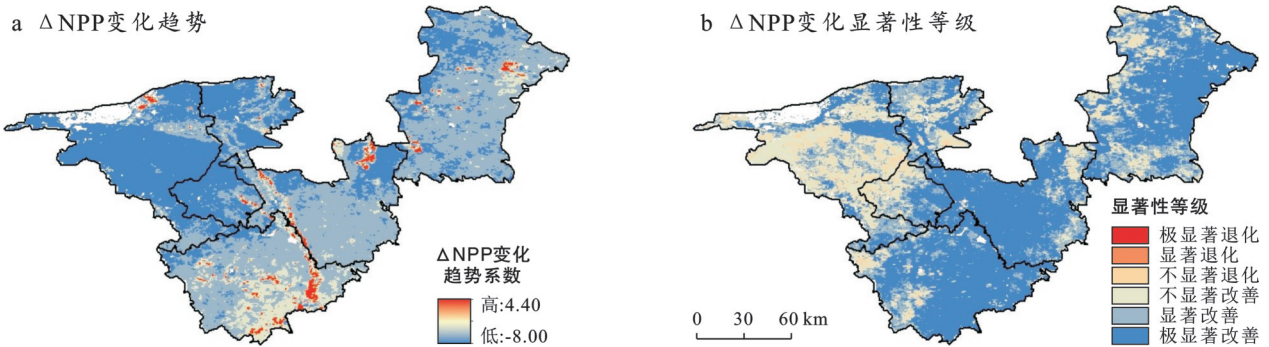 a ΔNPP变化趋势
ΔNPP变化
趋势系数
高:4.40
低:-8.00
b ΔNPP变化显著性等级
显著性等级
极显著退化
显著退化
不显著退化
不显著改善
显著改善
极显著改善
0 30 60 km